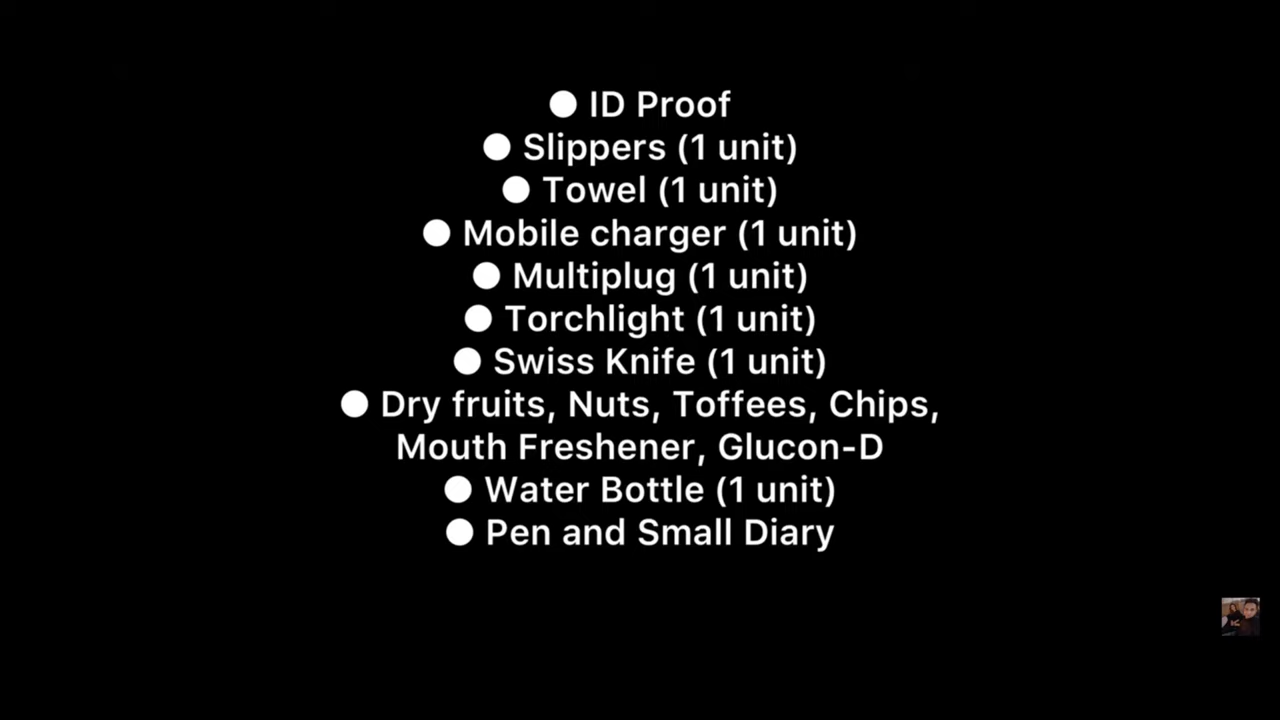 ● ID Proof
● Slippers (1 unit)
● Towel (1 unit)
● Mobile charger (1 unit)
● Multiplug (1 unit)
● Torchlight (1 unit)
● Swiss Knife (1 unit)
● Dry fruits, Nuts, Toffees, Chips,
Mouth Freshener, Glucon-D
● Water Bottle (1 unit)
● Pen and Small Diary